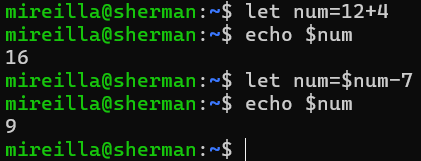 mireilla@sherman:~$ let num=12+4
mireilla@sherman:~$ echo $num
16
mireilla@sherman:~$ let num=$num-7
mireilla@sherman:~$ echo $num
9
mireilla@sherman:~$